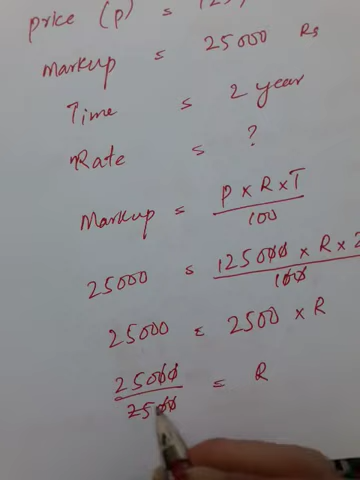 price (p) =
Markup = 25000 Rs
Time = 2 year
Rate = ?
Markup = P × R × T
100
25000 = 125000 × R × 2
100
25000 = 2500 × R
25000 = R
2500